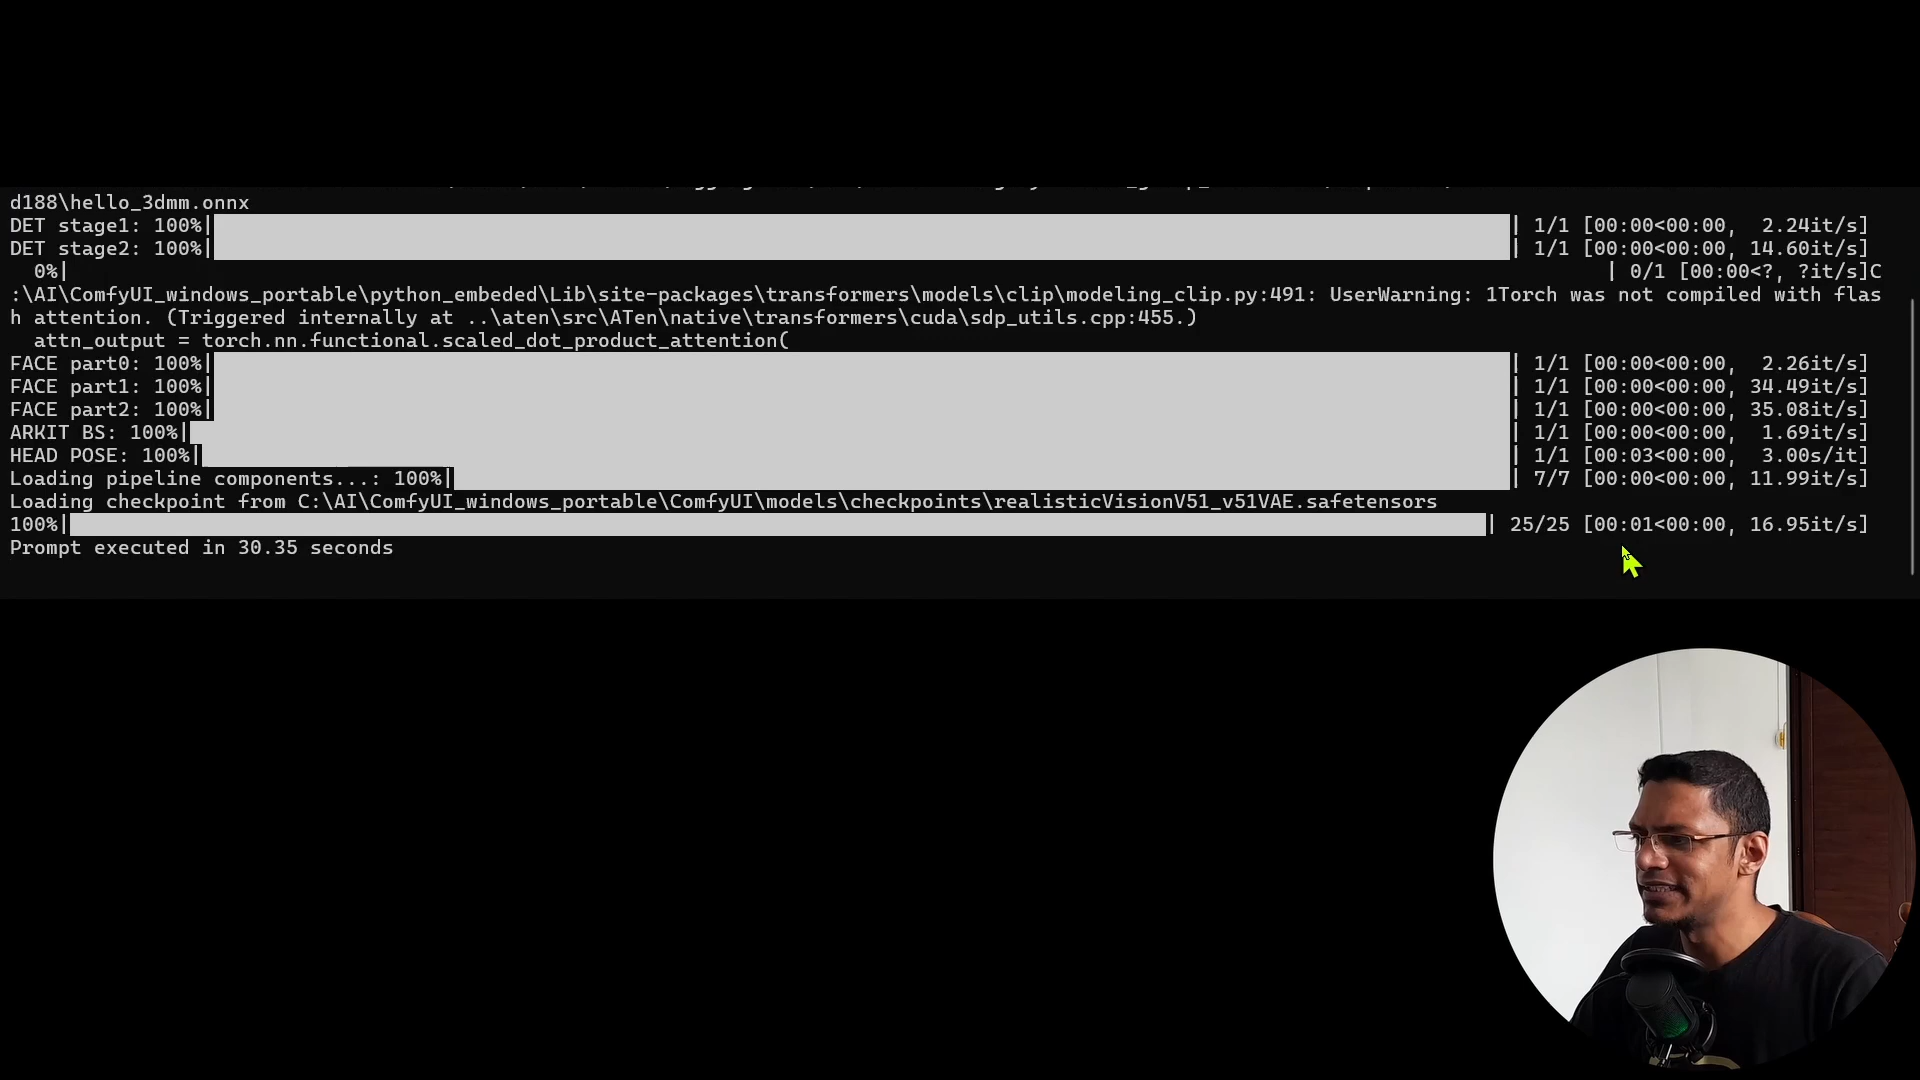 d188\hello_3dmm.onnx
DET stage1: 100%| | 1/1 [00:00<00:00, 2.24it/s]
DET stage2: 100%| | 1/1 [00:00<00:00, 14.60it/s]
0%| | 0/1 [00:00<?, ?it/s]C
:\AI\ComfyUI_windows_portable\python_embeded\Lib\site-packages\transformers\models\clip\modeling_clip.py:491: UserWarning: 1Torch was not compiled with flas
h attention. (Triggered internally at ..\aten\src\ATen\native\transformers\cuda\sdp_utils.cpp:455.)
attn_output = torch.nn.functional.scaled_dot_product_attention(
FACE part0: 100%| | 1/1 [00:00<00:00, 2.26it/s]
FACE part1: 100%| | 1/1 [00:00<00:00, 34.49it/s]
FACE part2: 100%| | 1/1 [00:00<00:00, 35.08it/s]
ARKIT BS: 100%| | 1/1 [00:00<00:00, 1.69it/s]
HEAD POSE: 100%| | 1/1 [00:03<00:00, 3.00s/it]
Loading pipeline components...: 100%| | 7/7 [00:00<00:00, 11.99it/s]
Loading checkpoint from C:\AI\ComfyUI_windows_portable\ComfyUI\models\checkpoints\realisticVisionV51_v51VAE.safetensors
100%| | 25/25 [00:01<00:00, 16.95it/s]
Prompt executed in 30.35 seconds